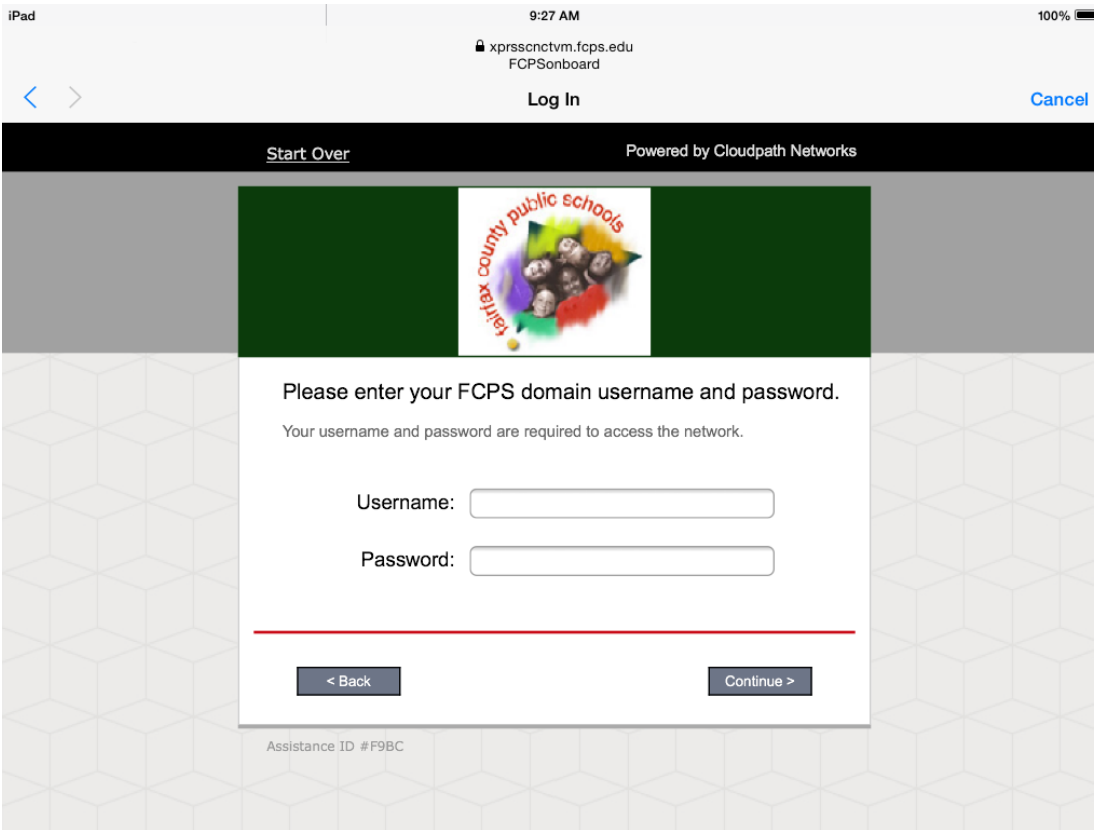 iPad 9:27 AM 100%
xprsscnctvm.fcps.edu
FCPSonboard
Log In Cancel
Start Over Powered by Cloudpath Networks
fairfax county public schools
Please enter your FCPS domain username and password.
Your username and password are required to access the network.
Username:
Password:
< Back Continue >
Assistance ID #F9BC